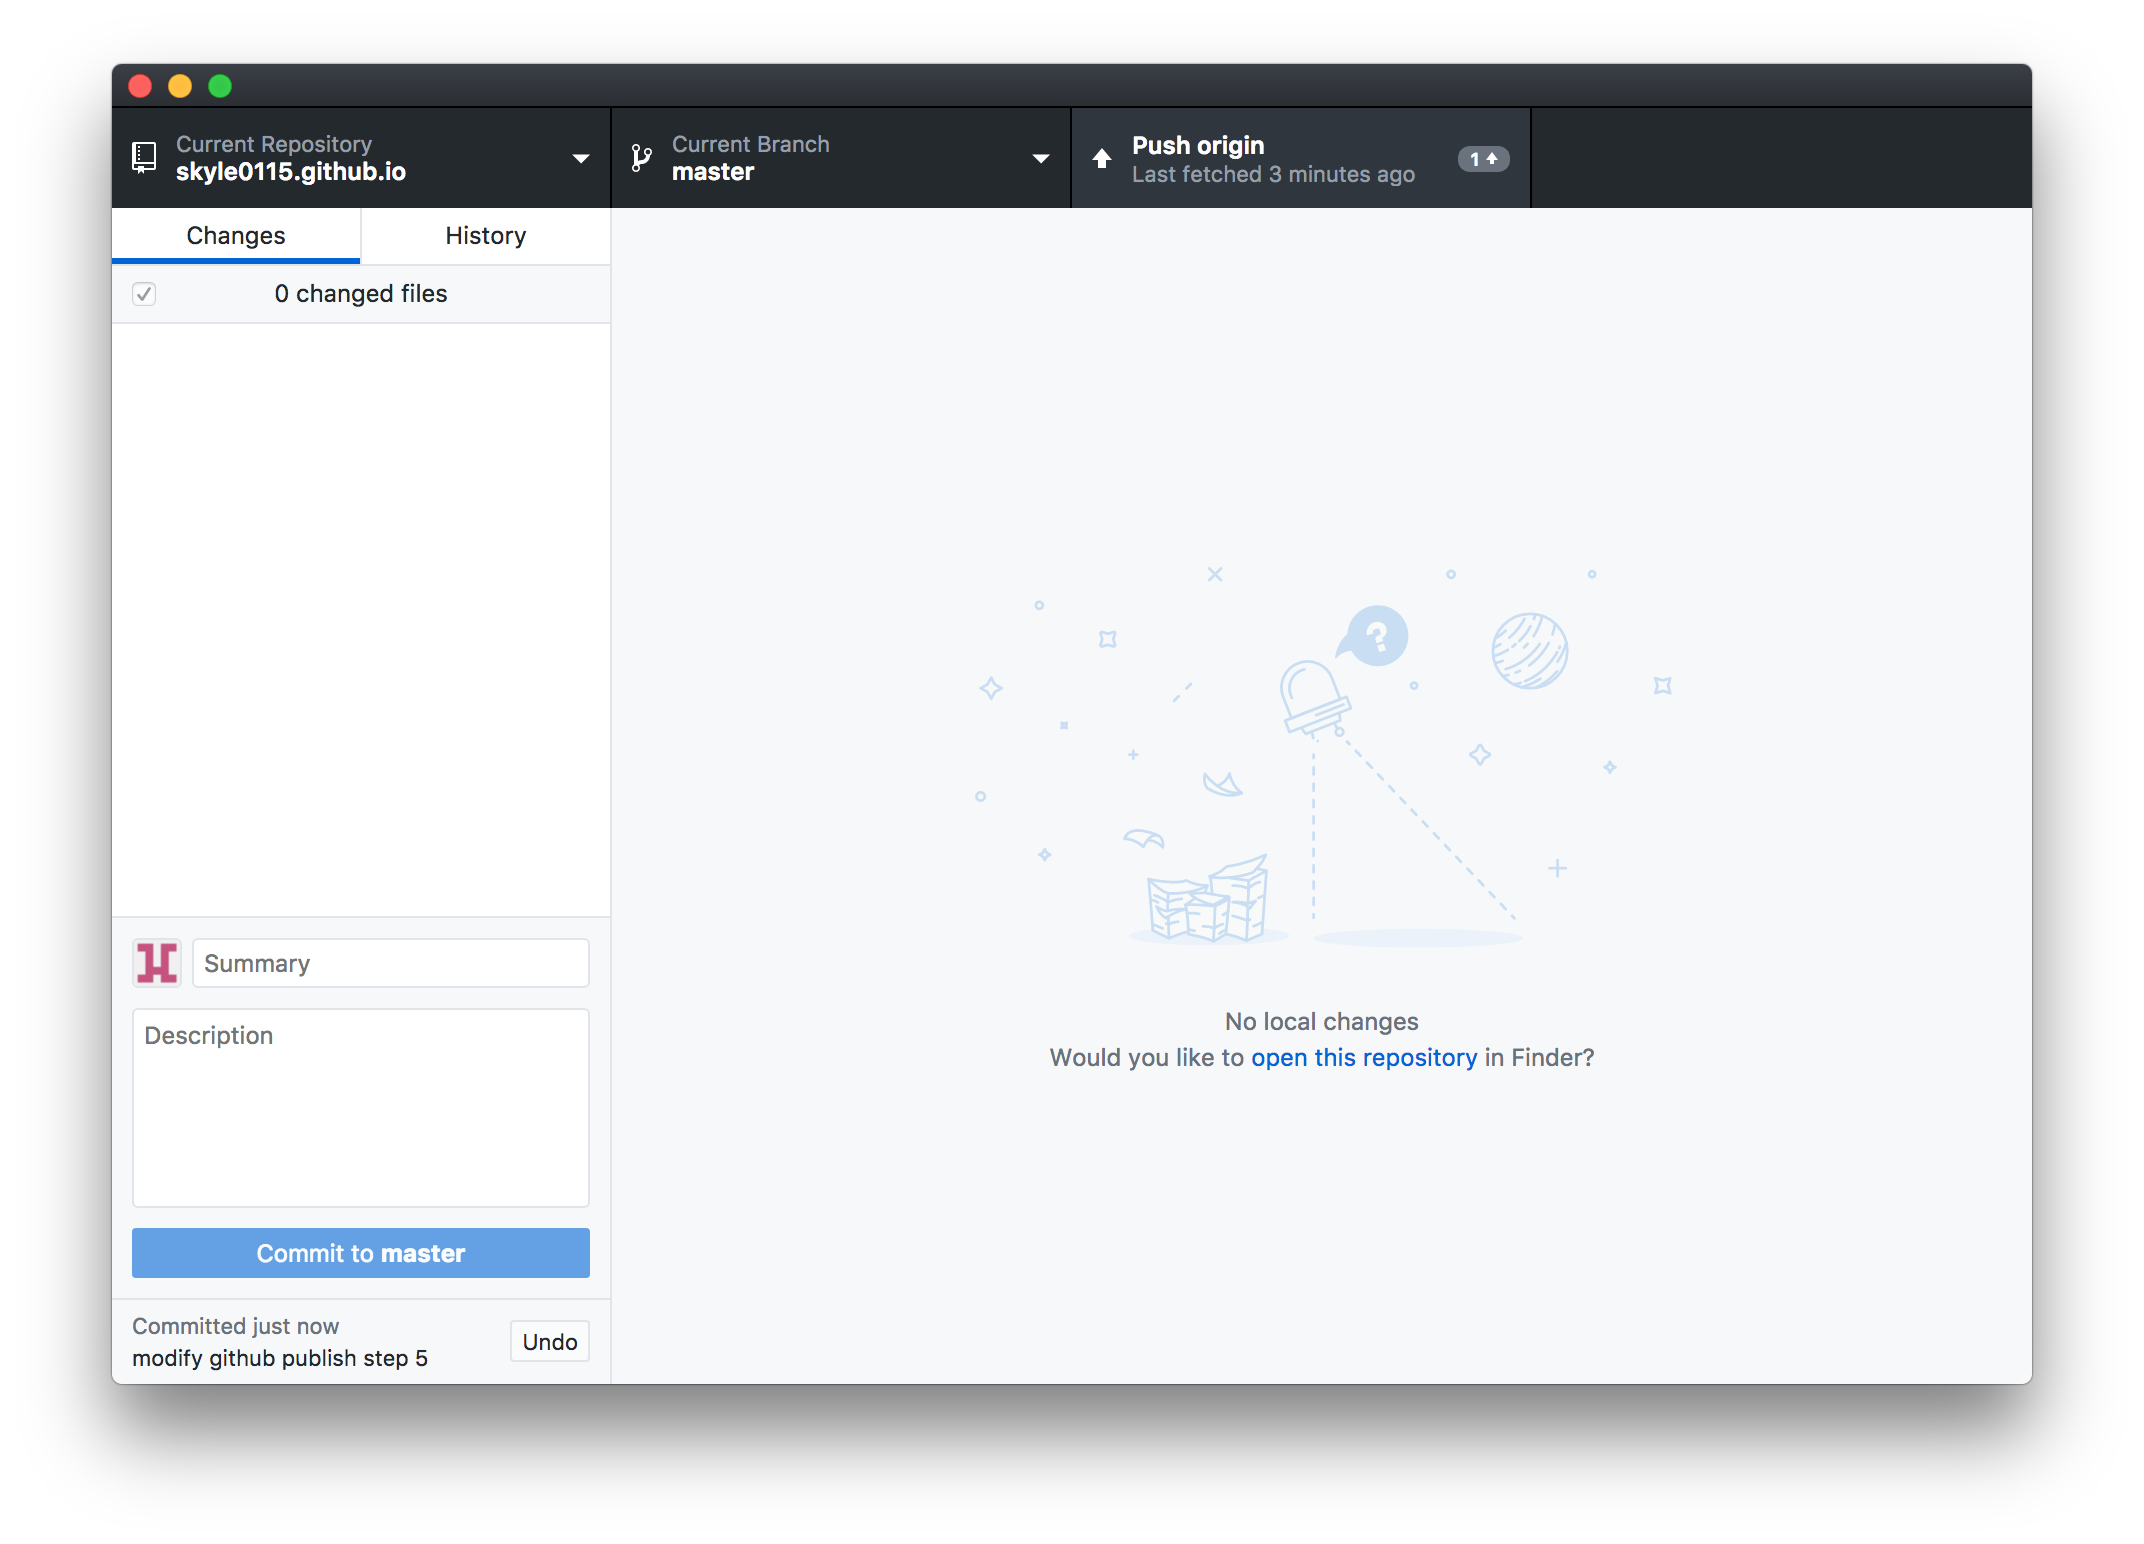 Current Repository
skyle0115.github.io
Current Branch
master
Push origin
Last fetched 3 minutes ago
1
Changes
History
0 changed files
?
No local changes
Would you like to open this repository in Finder?
Summary
Description
Commit to master
Committed just now
modify github publish step 5
Undo